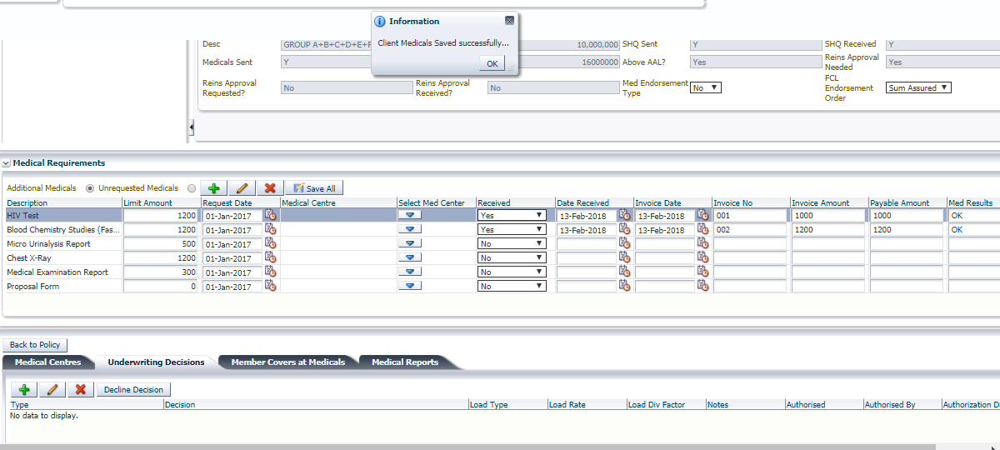 Information
Client Medicals Saved successfully...
OK
Desc GROUP A+B+C+D+E+F 10,000,000 SHQ Sent Y SHQ Received Y
Medicals Sent Y 16000000 Above AAL? Yes Reins Approval Needed Yes
Reins Approval Requested? No Reins Approval Received? No Med Endorsement Type No FCL Endorsement Order Sum Assured
Medical Requirements
Additional Medicals Unrequested Medicals Save All
Description Limit Amount Request Date Medical Centre Select Med Center Received Date Received Invoice Date Invoice No Invoice Amount Payable Amount Med Results
HIV Test 1200 01-Jan-2017 Yes 13-Feb-2018 13-Feb-2018 001 1000 1000 OK
Blood Chemistry Studies (Fas... 1200 01-Jan-2017 Yes 13-Feb-2018 13-Feb-2018 002 1200 1200 OK
Micro Urinalysis Report 500 01-Jan-2017 No
Chest X-Ray 1200 01-Jan-2017 No
Medical Examination Report 300 01-Jan-2017 No
Proposal Form 0 01-Jan-2017 No
Back to Policy
Medical Centres Underwriting Decisions Member Covers at Medicals Medical Reports
Decline Decision
Type Decision Load Type Load Rate Load Div Factor Notes Authorised Authorised By Authorization D
No data to display.